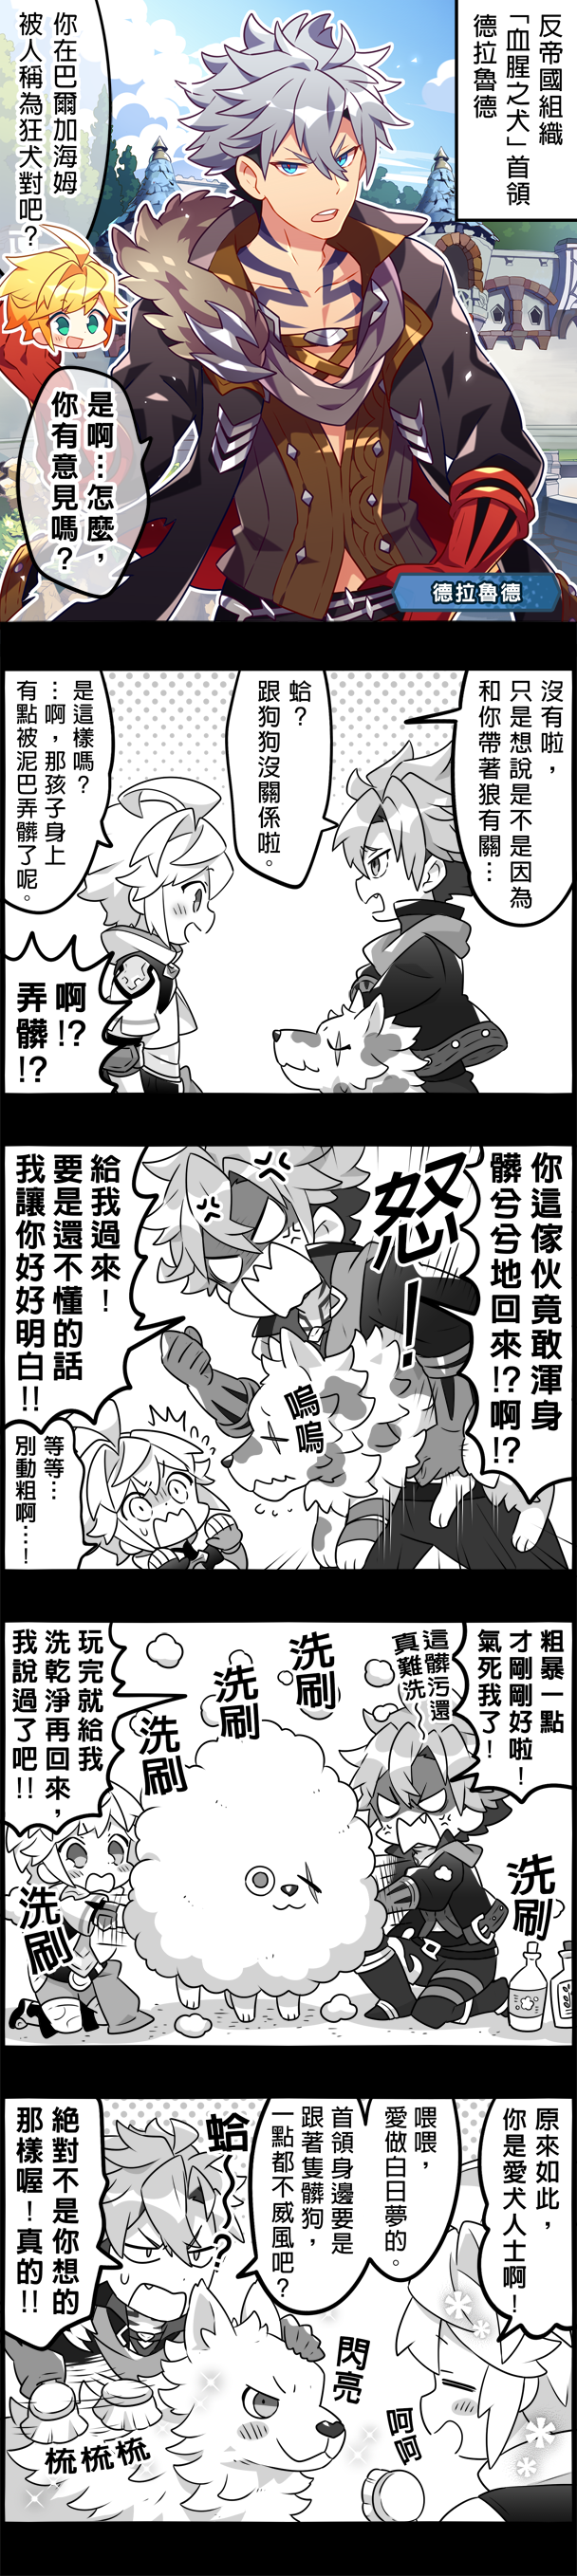 反帝國組織
「血腥之犬」首領
德拉魯德
你在巴爾加海姆
被人稱為狂犬對吧？
是啊…怎麼，
你有意見嗎？
德拉魯德
沒有啦，
只是想說是不是因為
和你帶著狼有關…
蛤？
跟狗狗沒關係啦。
是這樣嗎？
…啊，那孩子身上
有點被泥巴弄髒了呢。
啊!?
弄髒!?
你這傢伙竟敢渾身
髒兮兮地回來!?啊!?
怒——！
嗚嗚
給我過來！
要是還不懂的話
我讓你好好明白!!
等等…
別動粗啊…！
粗暴一點
才剛剛好啦！
氣死我了！
這髒污還
真難洗～
洗刷
洗刷
洗刷
洗刷
洗刷
玩完就給我
洗乾淨再回來，
我說過了吧!!
原來如此，
你是愛犬人士啊！
喂喂，
愛做白日夢的。
首領身邊要是
跟著隻髒狗，
一點都不威風吧？
蛤～？
絕對不是你想的
那樣喔！真的!!
閃亮
呵呵
梳梳梳